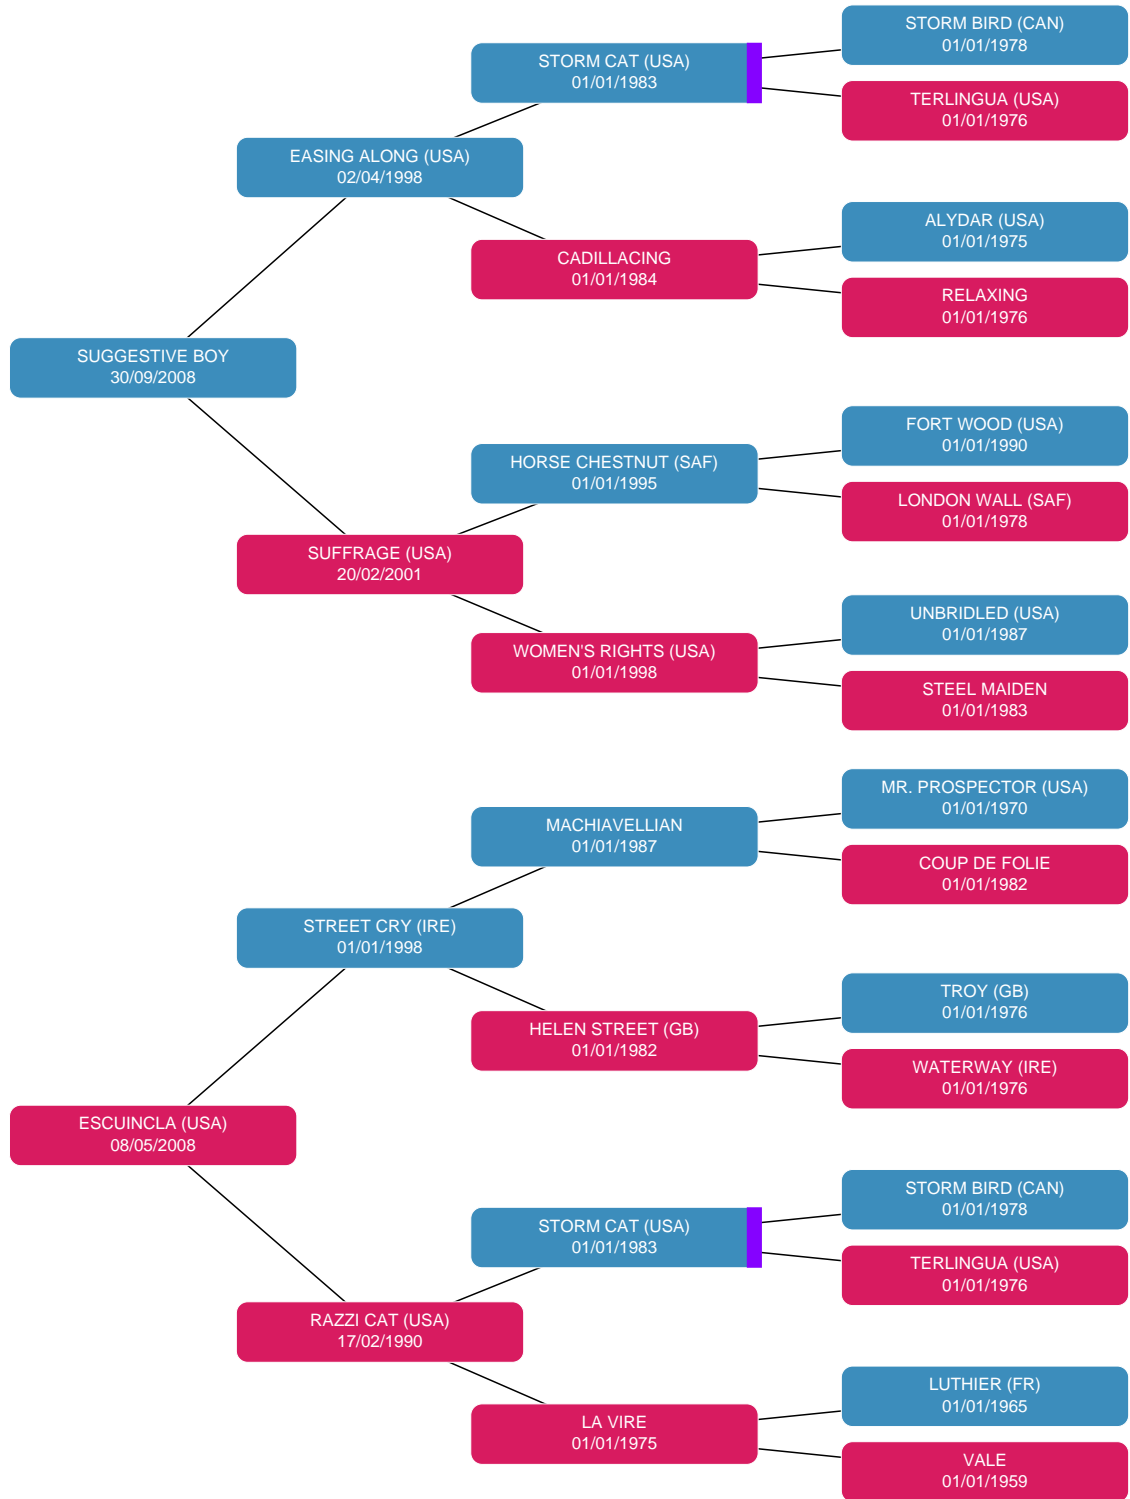 STORM BIRD (CAN)
01/01/1978
STORM CAT (USA)
01/01/1983
TERLINGUA (USA)
01/01/1976
EASING ALONG (USA)
02/04/1998
ALYDAR (USA)
01/01/1975
CADILLACING
01/01/1984
RELAXING
01/01/1976
SUGGESTIVE BOY
30/09/2008
FORT WOOD (USA)
01/01/1990
HORSE CHESTNUT (SAF)
01/01/1995
LONDON WALL (SAF)
01/01/1978
SUFFRAGE (USA)
20/02/2001
UNBRIDLED (USA)
01/01/1987
WOMEN'S RIGHTS (USA)
01/01/1998
STEEL MAIDEN
01/01/1983
MR. PROSPECTOR (USA)
01/01/1970
MACHIAVELLIAN
01/01/1987
COUP DE FOLIE
01/01/1982
STREET CRY (IRE)
01/01/1998
TROY (GB)
01/01/1976
HELEN STREET (GB)
01/01/1982
WATERWAY (IRE)
01/01/1976
ESCUINCLA (USA)
08/05/2008
STORM BIRD (CAN)
01/01/1978
STORM CAT (USA)
01/01/1983
TERLINGUA (USA)
01/01/1976
RAZZI CAT (USA)
17/02/1990
LUTHIER (FR)
01/01/1965
LA VIRE
01/01/1975
VALE
01/01/1959